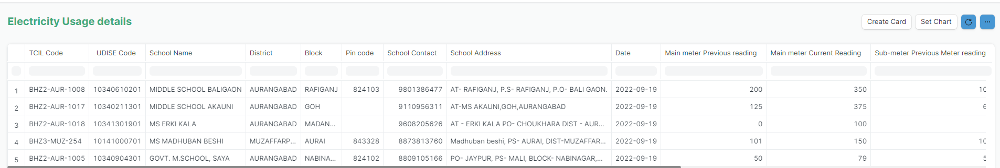 Electricity Usage details
Create Card Set Chart ...
TCIL Code UDISE Code School Name District Block Pin code School Contact School Address Date Main meter Previous reading Main meter Current Reading Sub-meter Previous Meter reading
1 BHZ2-AUR-1008 10340610201 MIDDLE SCHOOL BALIGAON AURANGABAD RAFIGANJ 824103 9801386477 AT- RAFIGANJ, P.S- RAFIGANJ, P.O- BALI GAON. 2022-09-19 200 350
2 BHZ2-AUR-1017 10340211301 MIDDLE SCHOOL AKAUNI AURANGABAD GOH 9110956311 AT-MS AKAUNI,GOH,AURANGABAD 2022-09-19 125 375
3 BHZ2-AUR-1018 10341301901 MS ERKI KALA AURANGABAD MADAN... 9608205626 AT - ERKI KALA PO- CHOUKHARA DIST - AUR... 2022-09-19 0 100
4 BHZ3-MUZ-254 10141000701 MS MADHUBAN BESHI MUZAFFARP... AURAI 843328 8873813760 Madhuban beshi, PS- AURAI, DIST-MUZAFFAR... 2022-09-19 101 150
5 BHZ2-AUR-1005 10340904301 GOVT. M.SCHOOL, SAYA AURANGABAD NABINA... 824102 8809105166 PO- JAYPUR, PS- MALI, BLOCK- NABINAGAR,... 2022-09-19 50 79